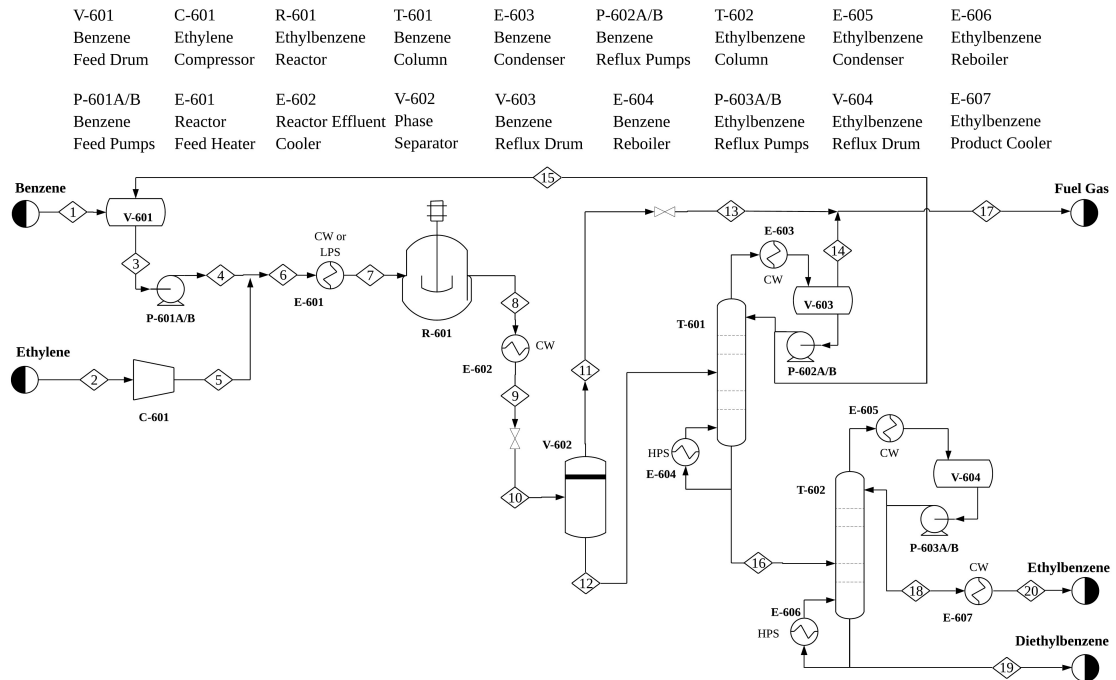 V-601 C-601 R-601 T-601 E-603 P-602A/B T-602 E-605 E-606
Benzene Ethylene Ethylbenzene Benzene Benzene Benzene Ethylbenzene Ethylbenzene Ethylbenzene
Feed Drum Compressor Reactor Column Condenser Reflux Pumps Column Condenser Reboiler
P-601A/B E-601 E-602 V-602 V-603 E-604 P-603A/B V-604 E-607
Benzene Reactor Reactor Effluent Phase Benzene Benzene Ethylbenzene Ethylbenzene Ethylbenzene
Feed Pumps Feed Heater Cooler Separator Reflux Drum Reboiler Reflux Pumps Reflux Drum Product Cooler
15
Benzene
Fuel Gas
1
V-601
13
17
E-603
CW or
LPS
14
3
4
6
7
E-601
CW
V-603
8
P-601A/B
R-601
T-601
Ethylene
E-602
CW
P-602A/B
2
5
11
9
C-601
E-605
V-602
HPS
E-604
CW
V-604
T-602
10
P-603A/B
16
CW
Ethylbenzene
12
18
20
E-606
E-607
HPS
Diethylbenzene
19